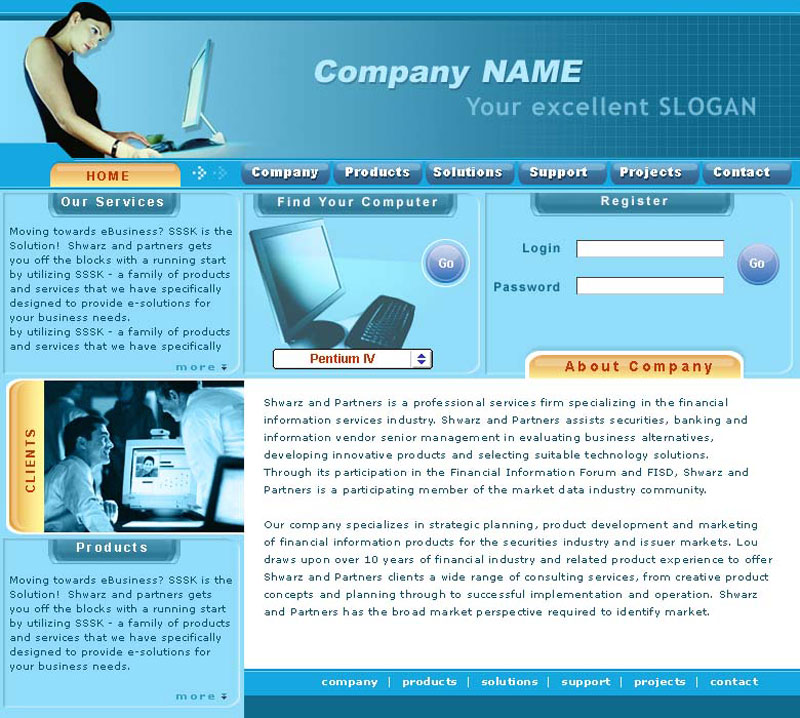 Company NAME
Your excellent SLOGAN
HOME
Company
Products
Solutions
Support
Projects
Contact
Our Services
Moving towards eBusiness? SSSK is the
Solution! Shwarz and partners gets
you off the blocks with a running start
by utilizing SSSK - a family of products
and services that we have specifically
designed to provide e-solutions for
your business needs.
by utilizing SSSK - a family of products
and services that we have specifically
more
Find Your Computer
Go
Pentium IV
Register
Login
Password
Go
CLIENTS
Products
Moving towards eBusiness? SSSK is the
Solution! Shwarz and partners gets
you off the blocks with a running start
by utilizing SSSK - a family of products
and services that we have specifically
designed to provide e-solutions for
your business needs.
more
About Company
Shwarz and Partners is a professional services firm specializing in the financial
information services industry. Shwarz and Partners assists securities, banking and
information vendor senior management in evaluating business alternatives,
developing innovative products and selecting suitable technology solutions.
Through its participation in the Financial Information Forum and FISD, Shwarz and
Partners is a participating member of the market data industry community.
Our company specializes in strategic planning, product development and marketing
of financial information products for the securities industry and issuer markets. Lou
draws upon over 10 years of financial industry and related product experience to offer
Shwarz and Partners clients a wide range of consulting services, from creative product
concepts and planning through to successful implementation and operation. Shwarz
and Partners has the broad market perspective required to identify market.
company | products | solutions | support | projects | contact